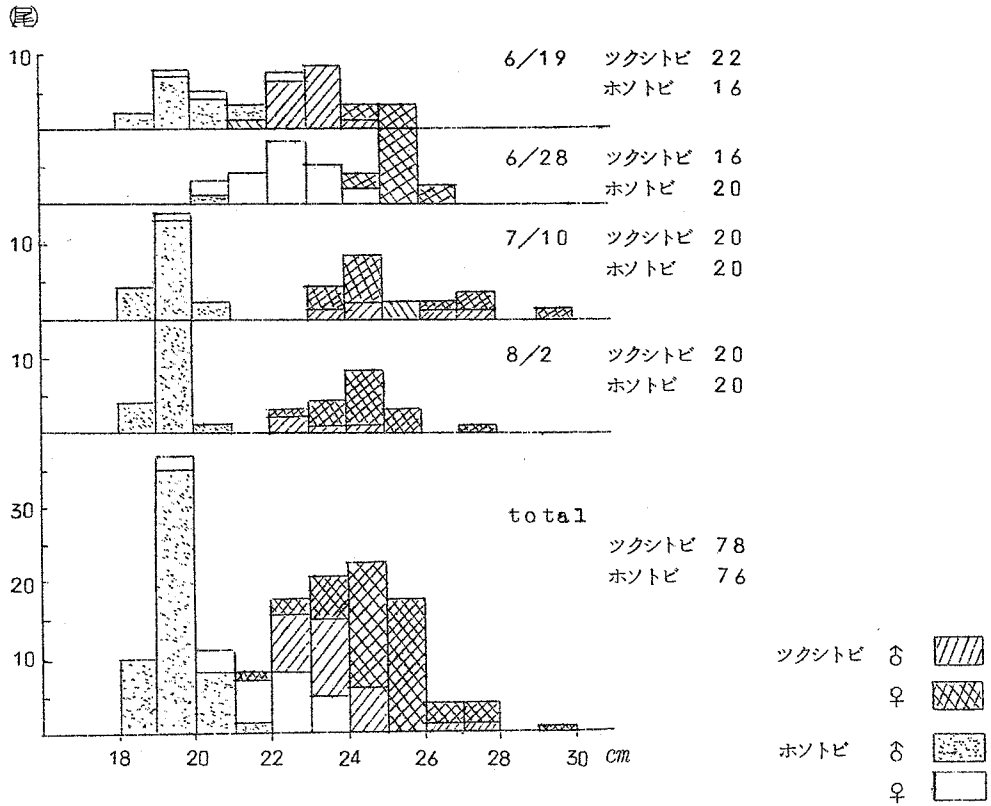 (尾)
10
6/19 ツクシトビ 22
ホソトビ 16
6/28 ツクシトビ 16
ホソトビ 20
10
7/10 ツクシトビ 20
ホソトビ 20
10
8/2 ツクシトビ 20
ホソトビ 20
30
20
10
total
ツクシトビ 78
ホソトビ 76
18 20 22 24 26 28 30 cm
ツクシトビ ♂
♀
ホソトビ ♂
♀